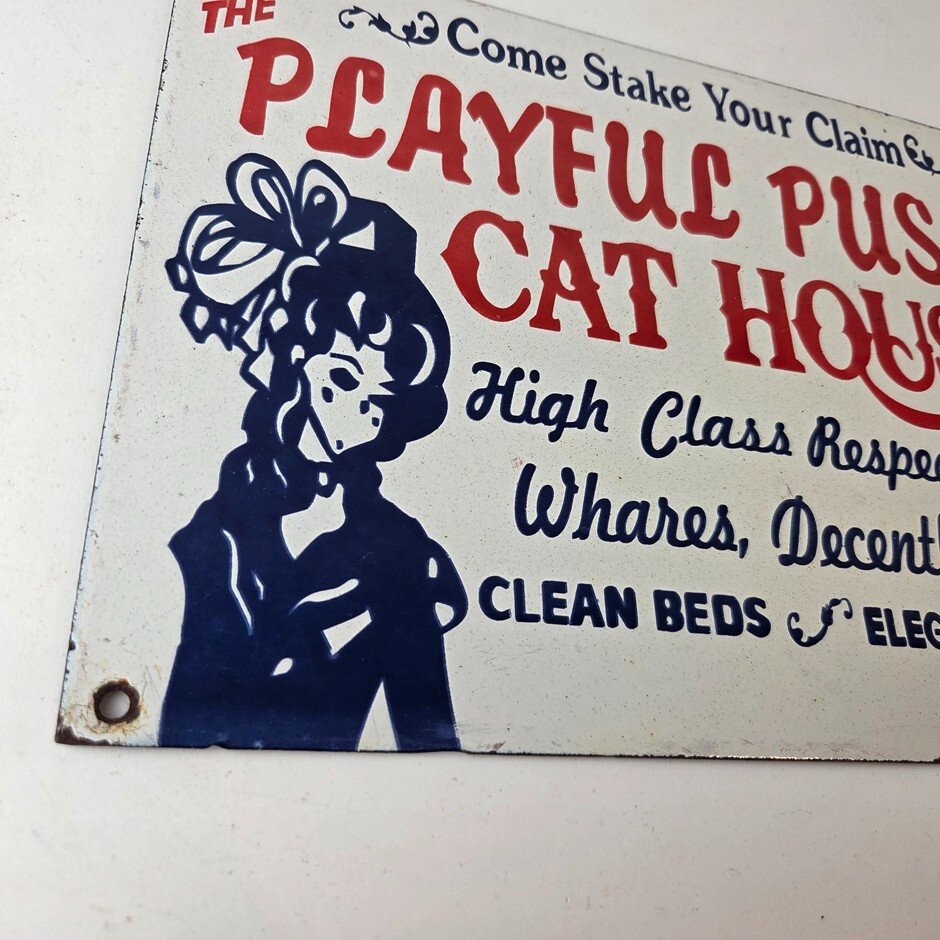 THE
Come Stake Your Claim
PLAYFUL PUS
CAT HOUS
High Class Respec
Whares, Decent
CLEAN BEDS ELEG